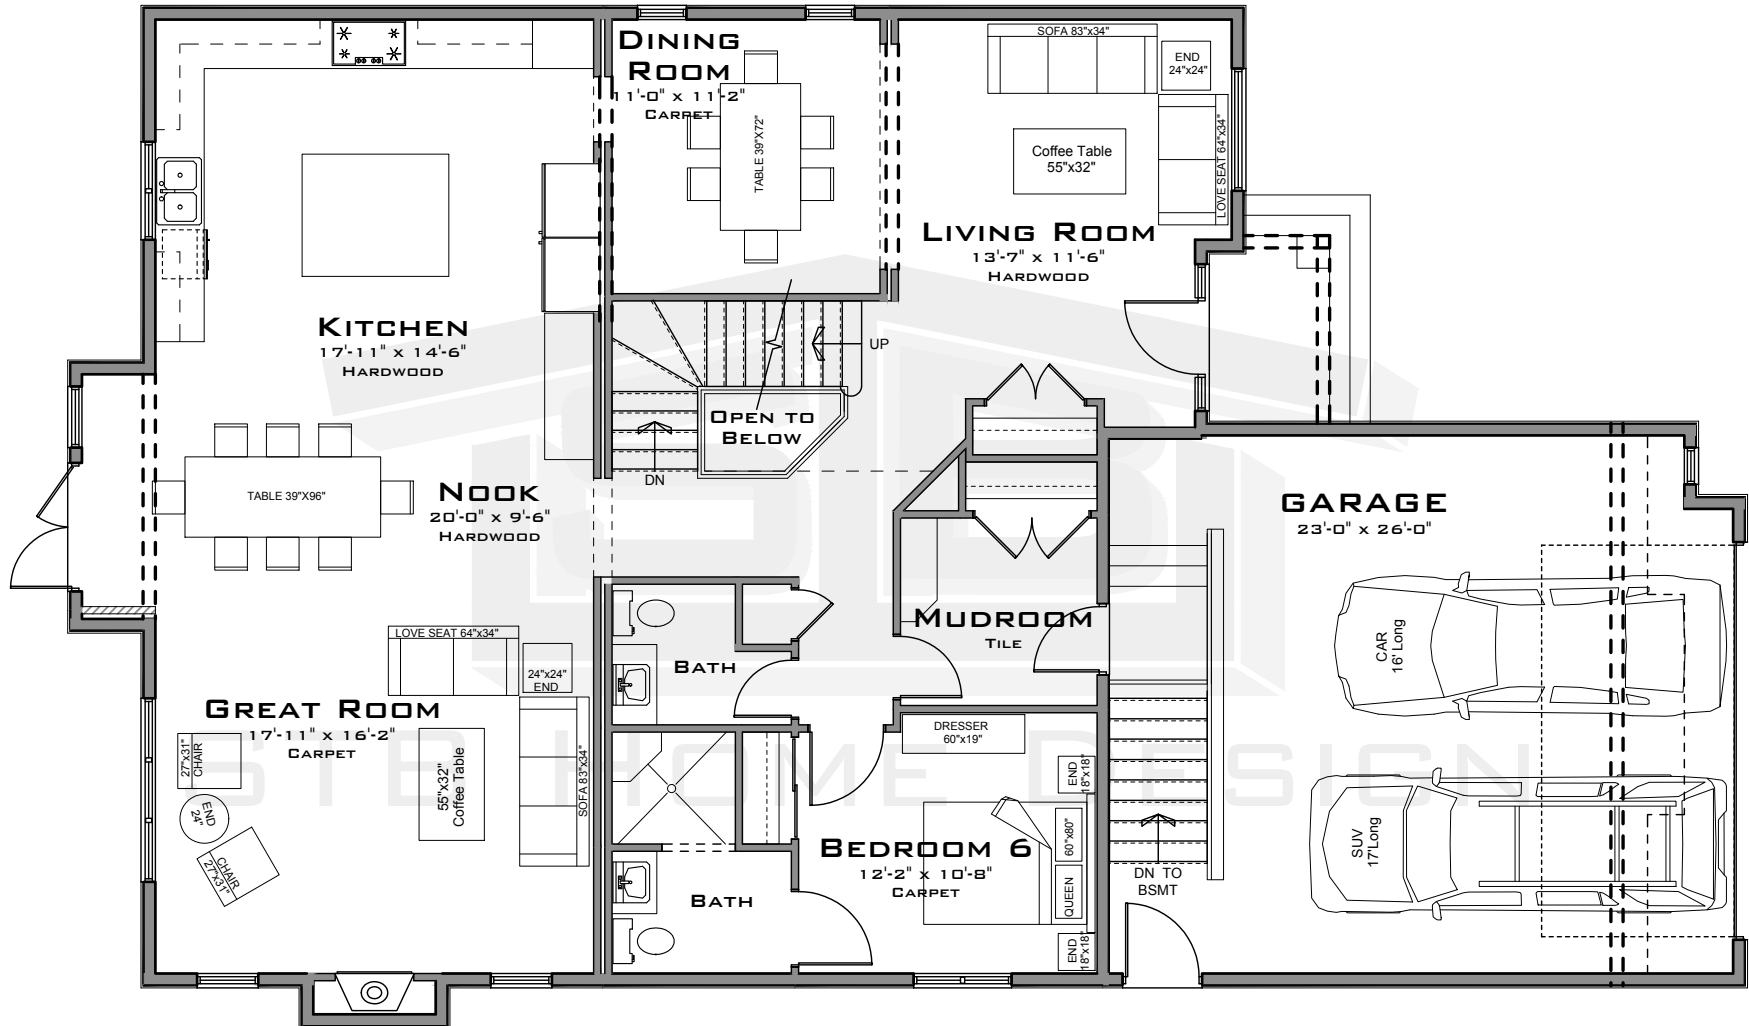 SOFA 83"x34"
END
24"x24"
LOVE SEAT 64"x34"
Coffee Table
55"x32"
DINING
ROOM
11'-0" x 11'-2"
CARPET
TABLE 39"X72"
LIVING ROOM
13'-7" x 11'-6"
HARDWOOD
KITCHEN
17'-11" x 14'-6"
HARDWOOD
UP
OPEN TO
BELOW
DN
TABLE 39"X96"
NOOK
20'-0" x 9'-6"
HARDWOOD
GARAGE
23'-0" x 26'-0"
MUDROOM
TILE
CAR
16' Long
LOVE SEAT 64"x34"
24"x24"
END
BATH
GREAT ROOM
17'-11" x 16'-2"
CARPET
27"x31"
CHAIR
55"x32"
Coffee Table
SOFA 83"x34"
END
24"
CHAIR
27"x31"
DRESSER
60"x19"
END
18"x18"
STB HOME DESIGN
BEDROOM 6
12'-2" x 10'-8"
CARPET
60"x80"
QUEEN
END
18"x18"
BATH
DN TO
BSMT
SUV
17'Long